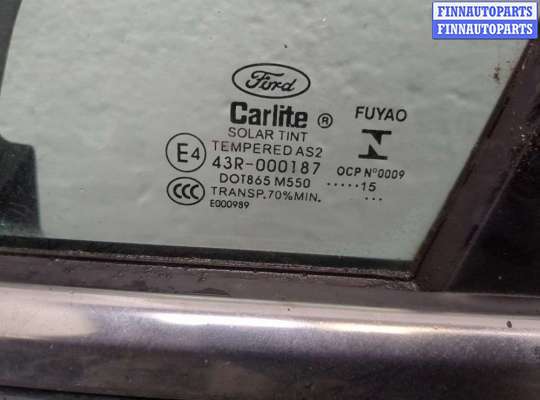 FINNAUTOPARTS
FINNAUTOPARTS
Ford
Carlite ®
SOLAR TINT
TEMPERED AS2
E4 43R-000187
CCC DOT865 M550
TRANSP.70%MIN.
E000989
FUYAO
N
OCP Nº0009
.....15
...